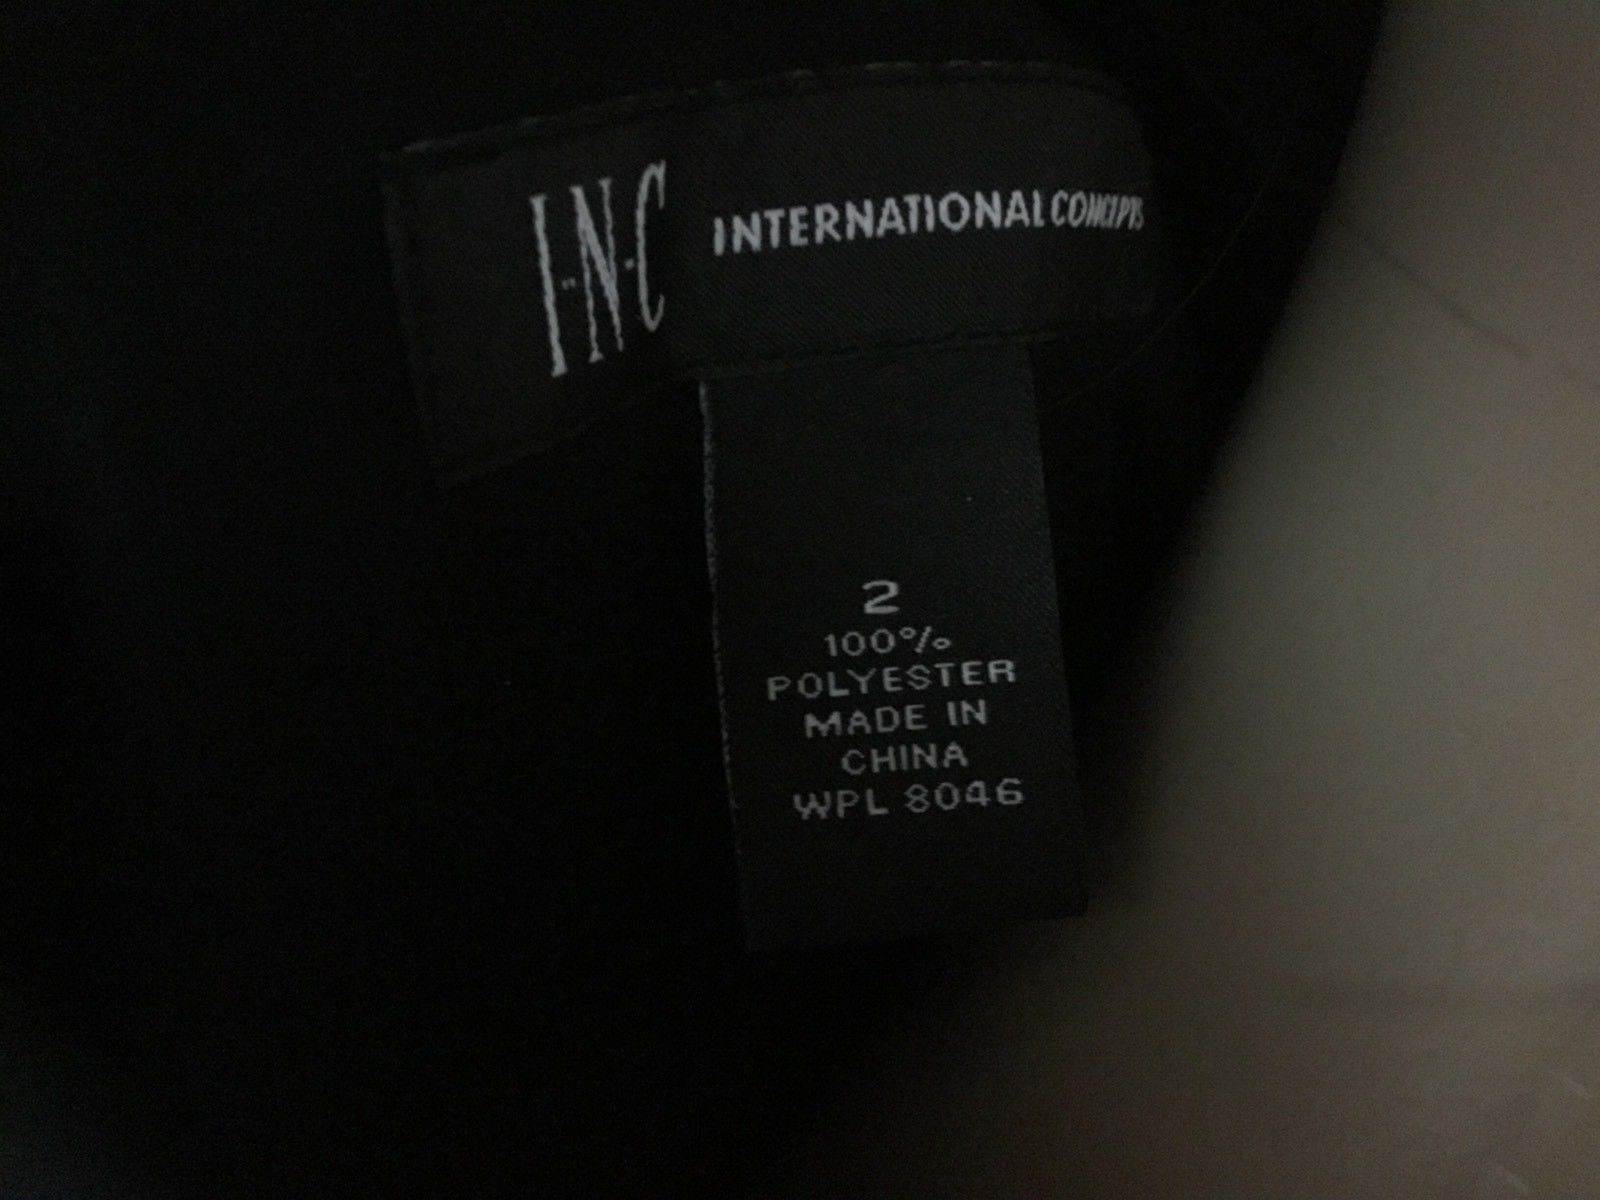 I·N·C INTERNATIONAL CONCEPTS
2
100%
POLYESTER
MADE IN
CHINA
WPL 8046